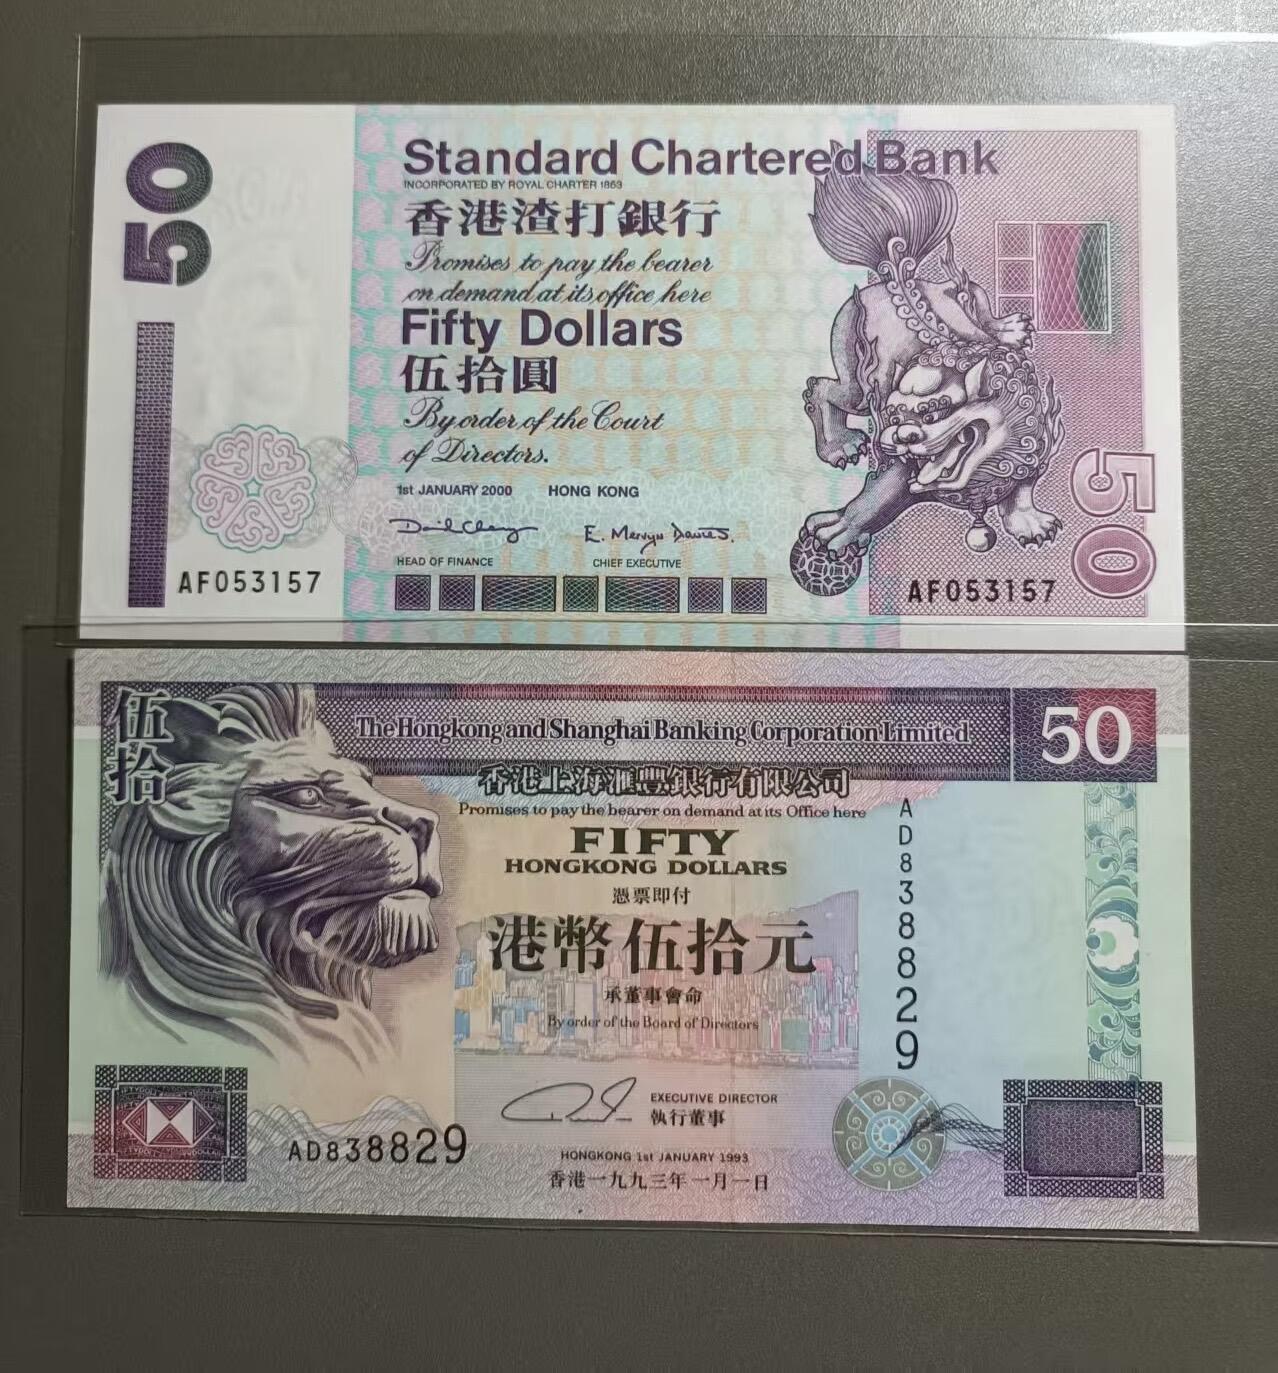 50
Standard Chartered Bank
INCORPORATED BY ROYAL CHARTER 1853
香港渣打銀行
Promises to pay the bearer
on demand at its office here
Fifty Dollars
伍拾圓
By order of the Court
of Directors.
1st JANUARY 2000 HONG KONG
E. Mervyn Davies.
HEAD OF FINANCE CHIEF EXECUTIVE
AF053157
AF053157
50
伍拾
The Hongkong and Shanghai Banking Corporation Limited
50
香港上海滙豐銀行有限公司
Promises to pay the bearer on demand at its Office here
FIFTY
HONGKONG DOLLARS
憑票即付
港幣伍拾元
承董事會命
By order of the Board of Directors
AD838829
EXECUTIVE DIRECTOR
執行董事
AD838829
HONGKONG 1st JANUARY 1993
香港一九九三年一月一日